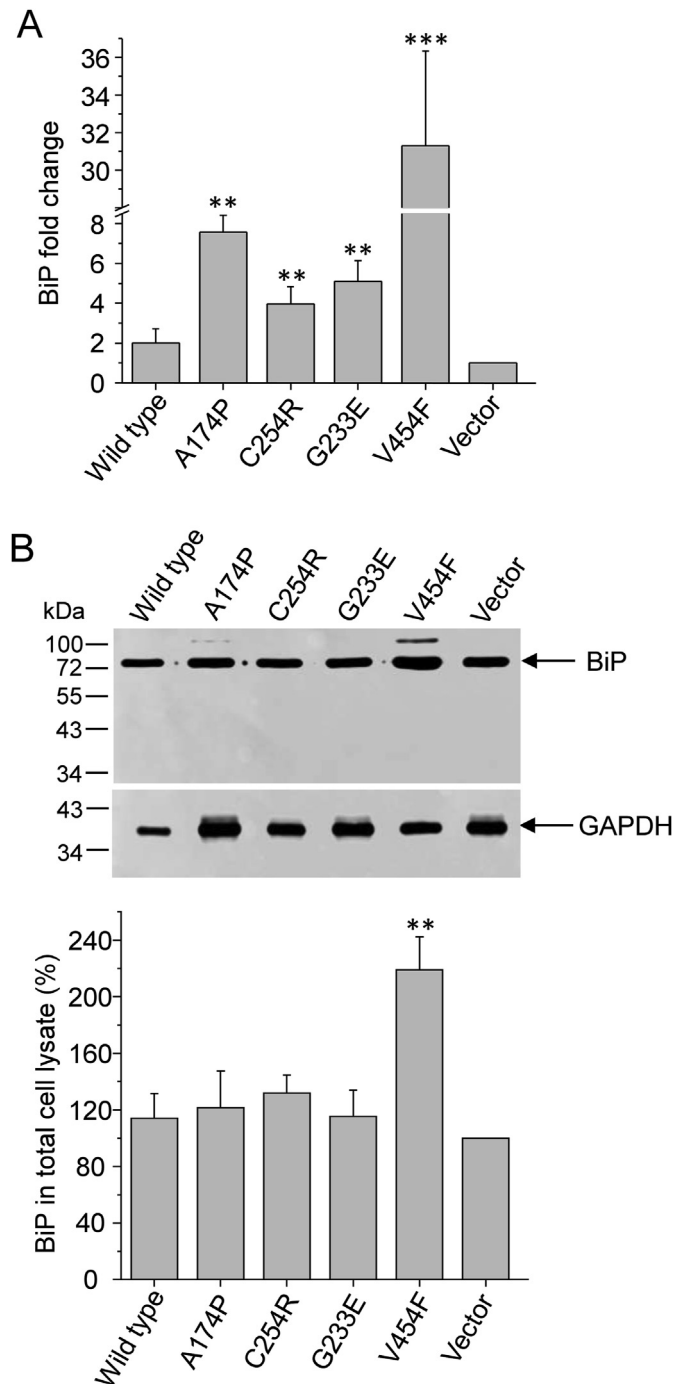 A
BiP fold change
36
34
32
30
8
6
4
2
0
**
**
**
***
Wild type
A174P
C254R
G233E
V454F
Vector
B
Wild type
A174P
C254R
G233E
V454F
Vector
kDa
100
72
55
43
34
BiP
43
34
GAPDH
BiP in total cell lysate (%)
240
200
160
120
80
40
0
**
Wild type
A174P
C254R
G233E
V454F
Vector